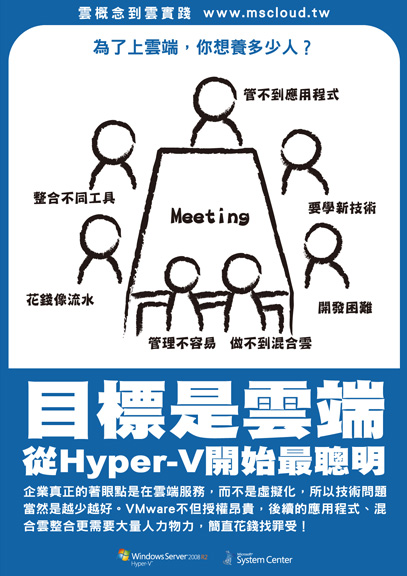 雲概念到雲實踐 www.mscloud.tw
為了上雲端，你想養多少人？
管不到應用程式
整合不同工具
要學新技術
Meeting
花錢像流水
開發困難
管理不容易 做不到混合雲
目標是雲端
從Hyper-V開始最聰明
企業真正的著眼點是在雲端服務，而不是虛擬化，所以技術問題
當然是越少越好。VMware不但授權昂貴，後續的應用程式、混
合雲整合更需要大量人力物力，簡直花錢找罪受！
Windows Server 2008 R2
Hyper-V
Microsoft
System Center